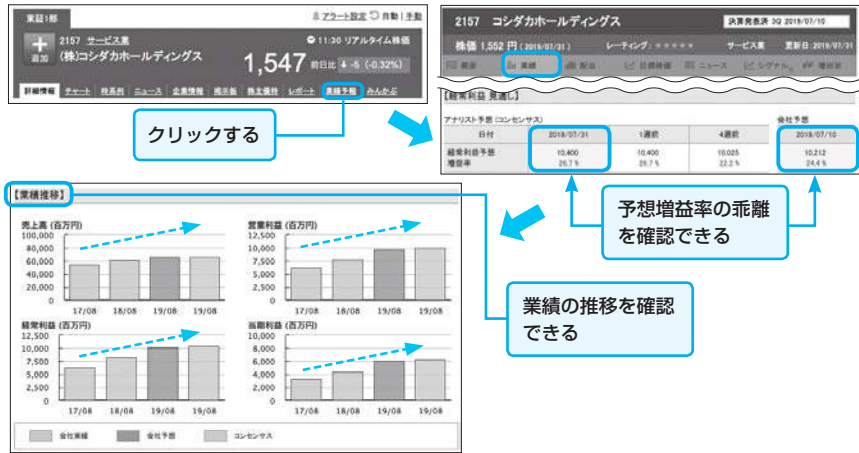 東証1部
アラート設定 自動 | 手動
追加
2157 サービス業
(株)コシダカホールディングス
11:30 リアルタイム株価
1,547 前日比 -5 (-0.32%)
詳細情報 チャート 時系列 ニュース 企業情報 掲示板 株主優待 レポート 業績予報 みんかぶ
クリックする
2157 コシダカホールディングス
決算発表済 3Q 2019/07/10
株価 1,552 円 (2019/07/31) レーティング: サービス業 更新日:2019/07/31
概要 業績 配当 目標株価 ニュース シグナル
【経常利益 見通し】
アナリスト予想(コンセンサス) 会社予想
日付 2019/07/31 1週前 4週前 2019/07/10
経常利益予想 10,400 10,400 10,025 10,212
増益率 26.7 % 26.7 % 22.2 % 24.4 %
予想増益率の乖離
を確認できる
【業績推移】
売上高 (百万円)
100,000
80,000
60,000
40,000
20,000
0
17/08 18/08 19/08 19/08
営業利益 (百万円)
12,500
10,000
7,500
5,000
2,500
0
17/08 18/08 19/08 19/08
業績の推移を確認
できる
経常利益 (百万円)
12,500
10,000
7,500
5,000
2,500
0
17/08 18/08 19/08 19/08
当期利益 (百万円)
10,000
8,000
6,000
4,000
2,000
0
17/08 18/08 19/08 19/08
会社実績 会社予想 コンセンサス